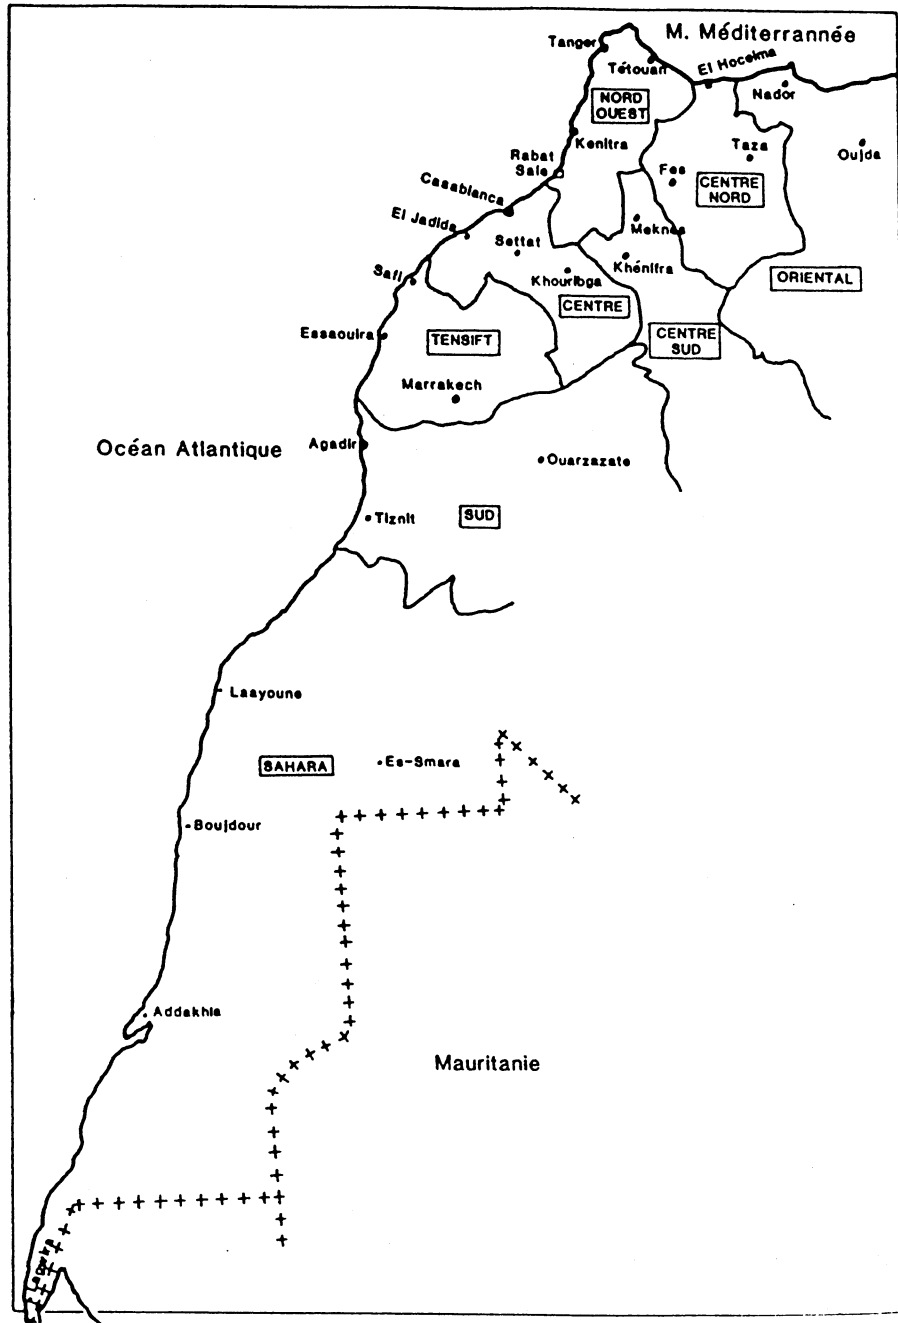 M. Méditerrannée
Tanger
Tétouan
El Hoceima
Nador
NORD
OUEST
Kenitra
Taza
Oujda
Rabat
Sale
Fes
CENTRE
NORD
Casablanca
El Jadida
Meknes
Settat
Khénifra
Safi
Khouribga
ORIENTAL
CENTRE
Essaouira
TENSIFT
CENTRE
SUD
Marrakech
Océan Atlantique
Agadir
Ouarzazate
Tiznit
SUD
Laayoune
SAHARA
Es-Smara
Boujdour
Addakhla
Mauritanie